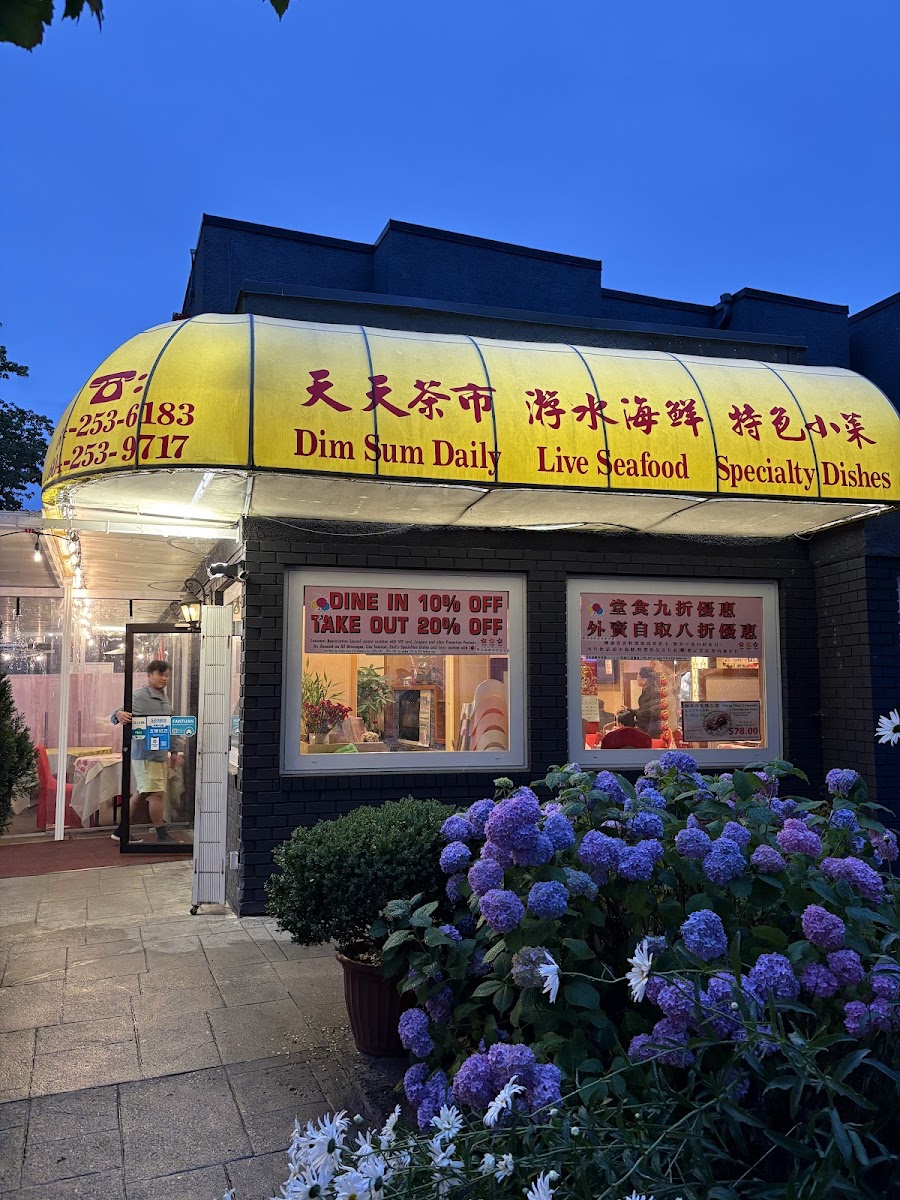 天天茶市 游水海鮮 特色小菜
Dim Sum Daily Live Seafood Specialty Dishes
-253-6183
-253-9717
DINE IN 10% OFF
TAKE OUT 20% OFF
堂食九折優惠
外賣自取八折優惠
$78.00
FANTUAN